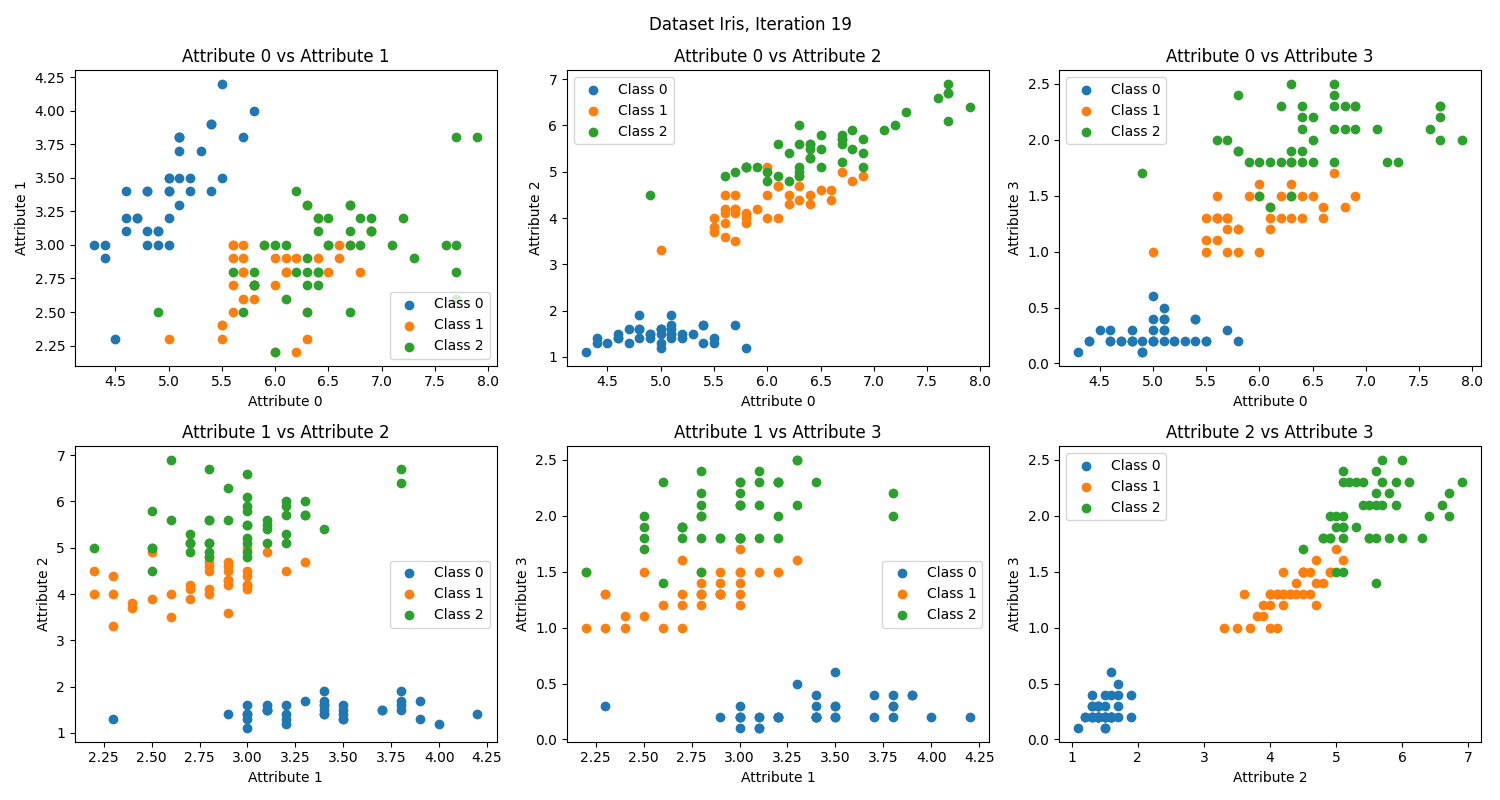 Dataset Iris, Iteration 19
Attribute 0 vs Attribute 1
4.25
4.00
3.75
3.50
3.25
3.00
2.75
2.50
2.25
Attribute 1
4.5 5.0 5.5 6.0 6.5 7.0 7.5 8.0
Attribute 0
Class 0
Class 1
Class 2
Attribute 0 vs Attribute 2
7
6
5
4
3
2
1
Attribute 2
4.5 5.0 5.5 6.0 6.5 7.0 7.5 8.0
Attribute 0
Class 0
Class 1
Class 2
Attribute 0 vs Attribute 3
2.5
2.0
1.5
1.0
0.5
0.0
Attribute 3
4.5 5.0 5.5 6.0 6.5 7.0 7.5 8.0
Attribute 0
Class 0
Class 1
Class 2
Attribute 1 vs Attribute 2
7
6
5
4
3
2
1
Attribute 2
2.25 2.50 2.75 3.00 3.25 3.50 3.75 4.00 4.25
Attribute 1
Class 0
Class 1
Class 2
Attribute 1 vs Attribute 3
2.5
2.0
1.5
1.0
0.5
0.0
Attribute 3
2.25 2.50 2.75 3.00 3.25 3.50 3.75 4.00 4.25
Attribute 1
Class 0
Class 1
Class 2
Attribute 2 vs Attribute 3
2.5
2.0
1.5
1.0
0.5
0.0
Attribute 3
1 2 3 4 5 6 7
Attribute 2
Class 0
Class 1
Class 2